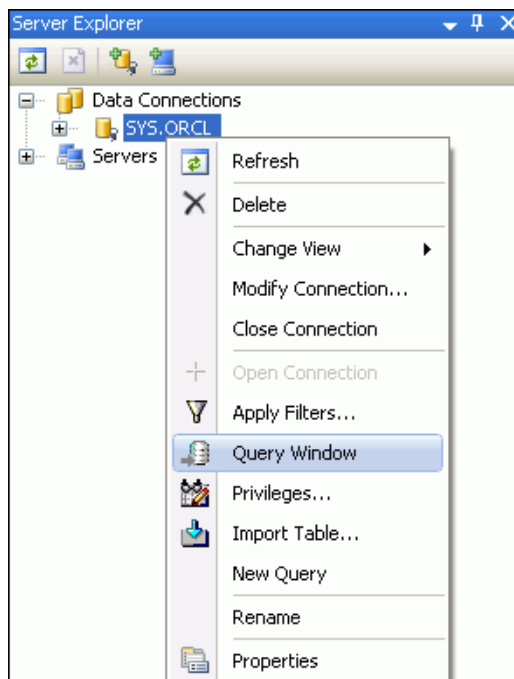 Server Explorer
Data Connections
SYS.ORCL
Servers
Refresh
Delete
Change View
Modify Connection...
Close Connection
Open Connection
Apply Filters...
Query Window
Privileges...
Import Table...
New Query
Rename
Properties